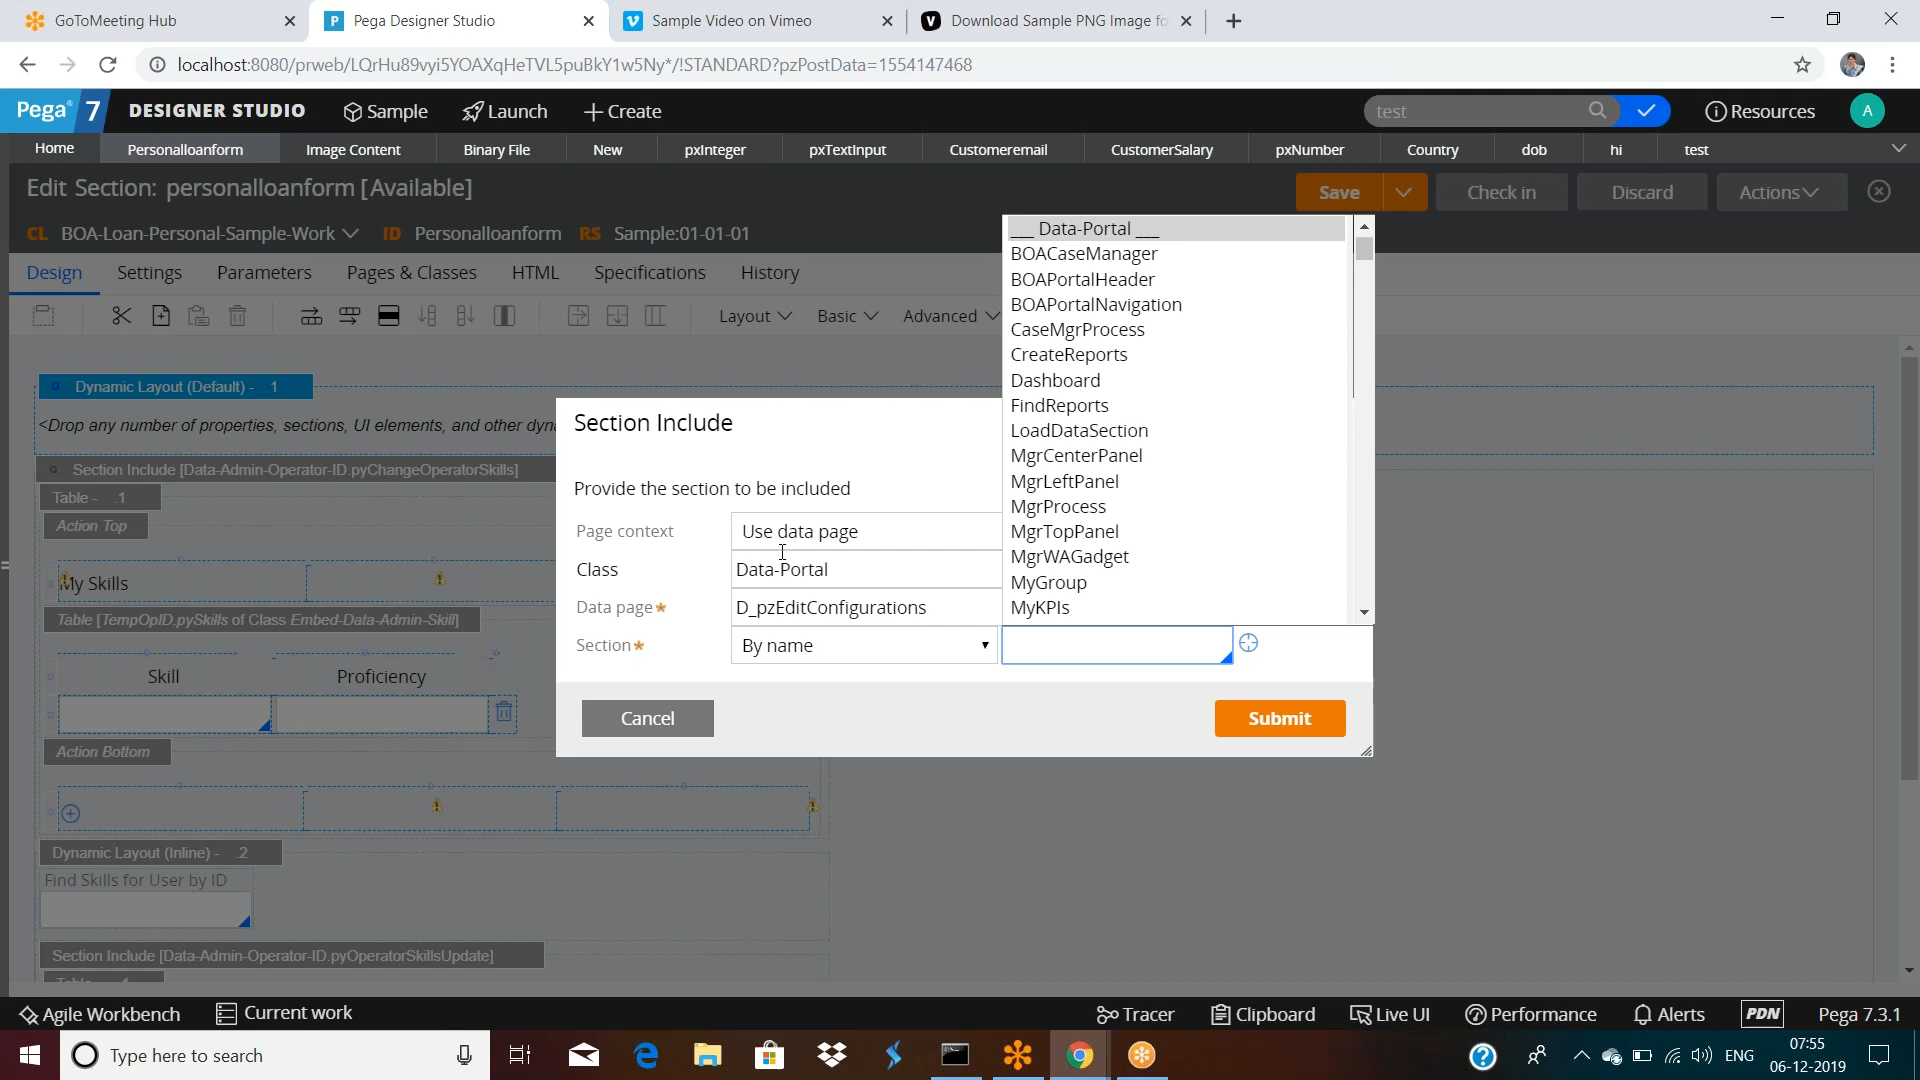 GoToMeeting Hub
Pega Designer Studio
Sample Video on Vimeo
Download Sample PNG Image fo
localhost:8080/prweb/LQrHu89vyi5YOAXqHeTVL5puBkY1w5Ny*/!STANDARD?pzPostData=1554147468
Pega 7 DESIGNER STUDIO Sample Launch Create
test
Resources
A
Home Personalloanform Image Content Binary File New pxInteger pxTextInput Customeremail CustomerSalary pxNumber Country dob hi test
Edit Section: personalloanform [Available]
Save Check in Discard Actions
CL BOA-Loan-Personal-Sample-Work ID Personalloanform RS Sample:01-01-01
Design Settings Parameters Pages & Classes HTML Specifications History
Layout Basic Advanced
Dynamic Layout (Default) - 1
<Drop any number of properties, sections, UI elements, and other dyn
Section Include [Data-Admin-Operator-ID.pyChangeOperatorSkills]
Table - .1
Action Top
My Skills
Table [TempOpID.pySkills of Class Embed-Data-Admin-Skill]
Skill Proficiency
Action Bottom
Dynamic Layout (Inline) - .2
Find Skills for User by ID
Section Include [Data-Admin-Operator-ID.pyOperatorSkillsUpdate]
Section Include
Provide the section to be included
Page context Use data page
Class Data-Portal
Data page* D_pzEditConfigurations
Section* By name
Cancel Submit
___ Data-Portal ___
BOACaseManager
BOAPortalHeader
BOAPortalNavigation
CaseMgrProcess
CreateReports
Dashboard
FindReports
LoadDataSection
MgrCenterPanel
MgrLeftPanel
MgrProcess
MgrTopPanel
MgrWAGadget
MyGroup
MyKPIs
Agile Workbench Current work Tracer Clipboard Live UI Performance Alerts PDN Pega 7.3.1
Type here to search
ENG
07:55
06-12-2019